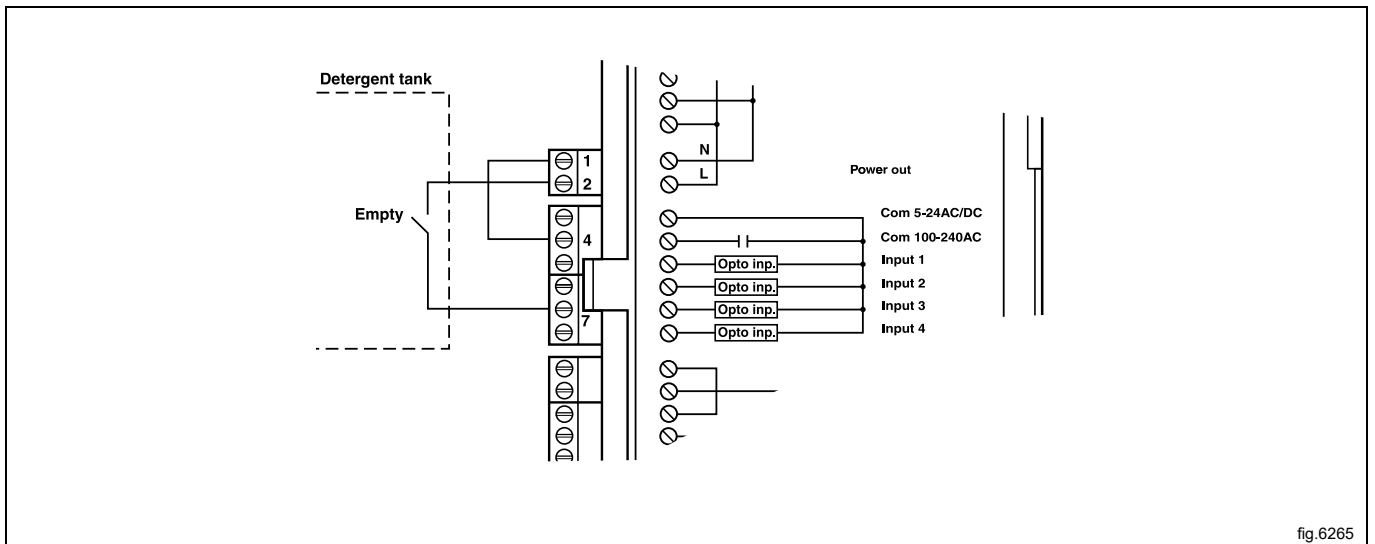 Detergent tank
Empty
1
2
4
7
N
L
Power out
Com 5-24AC/DC
Com 100-240AC
Opto inp. Input 1
Opto inp. Input 2
Opto inp. Input 3
Opto inp. Input 4
fig.6265